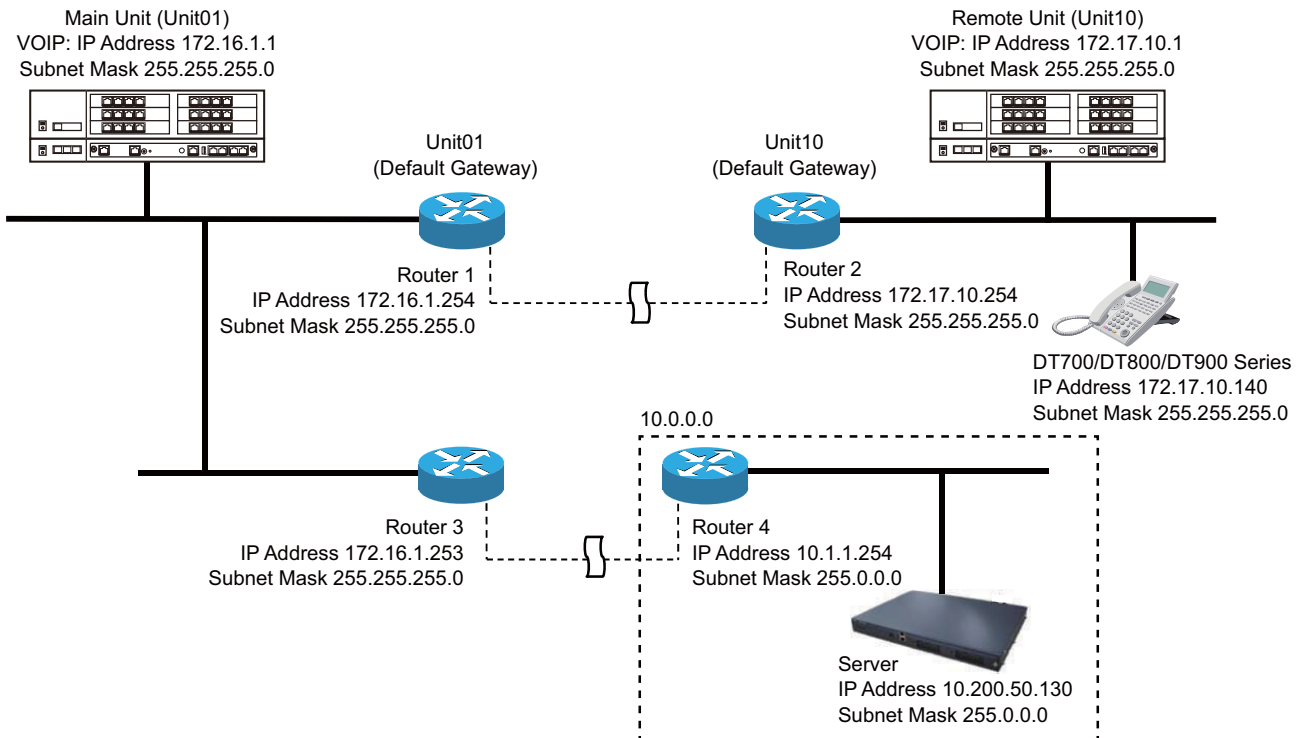 Main Unit (Unit01)
VOIP: IP Address 172.16.1.1
Subnet Mask 255.255.255.0
Remote Unit (Unit10)
VOIP: IP Address 172.17.10.1
Subnet Mask 255.255.255.0
Unit01
(Default Gateway)
Unit10
(Default Gateway)
Router 1
IP Address 172.16.1.254
Subnet Mask 255.255.255.0
Router 2
IP Address 172.17.10.254
Subnet Mask 255.255.255.0
DT700/DT800/DT900 Series
IP Address 172.17.10.140
Subnet Mask 255.255.255.0
10.0.0.0
Router 3
IP Address 172.16.1.253
Subnet Mask 255.255.255.0
Router 4
IP Address 10.1.1.254
Subnet Mask 255.0.0.0
Server
IP Address 10.200.50.130
Subnet Mask 255.0.0.0